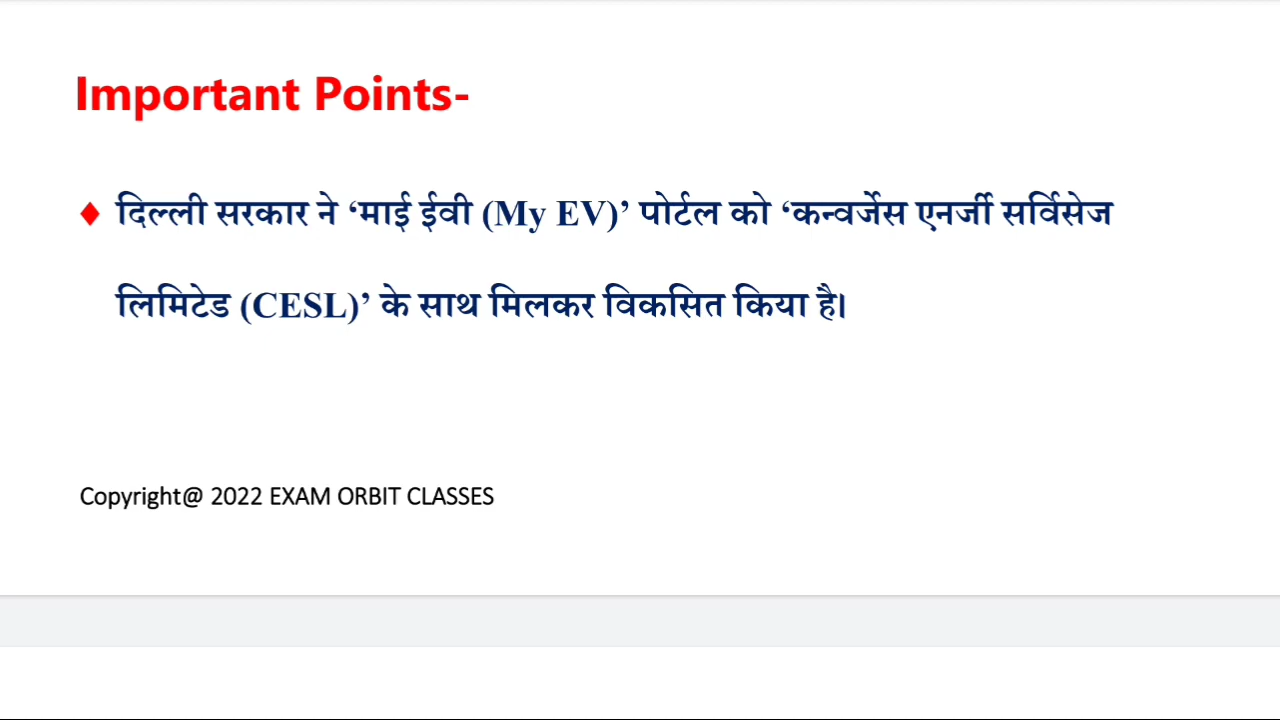 Important Points-
♦ दिल्ली सरकार ने ‘माई ईवी (My EV)’ पोर्टल को ‘कन्वर्जेस एनर्जी सर्विसेज
लिमिटेड (CESL)’ के साथ मिलकर विकसित किया है।
Copyright@ 2022 EXAM ORBIT CLASSES